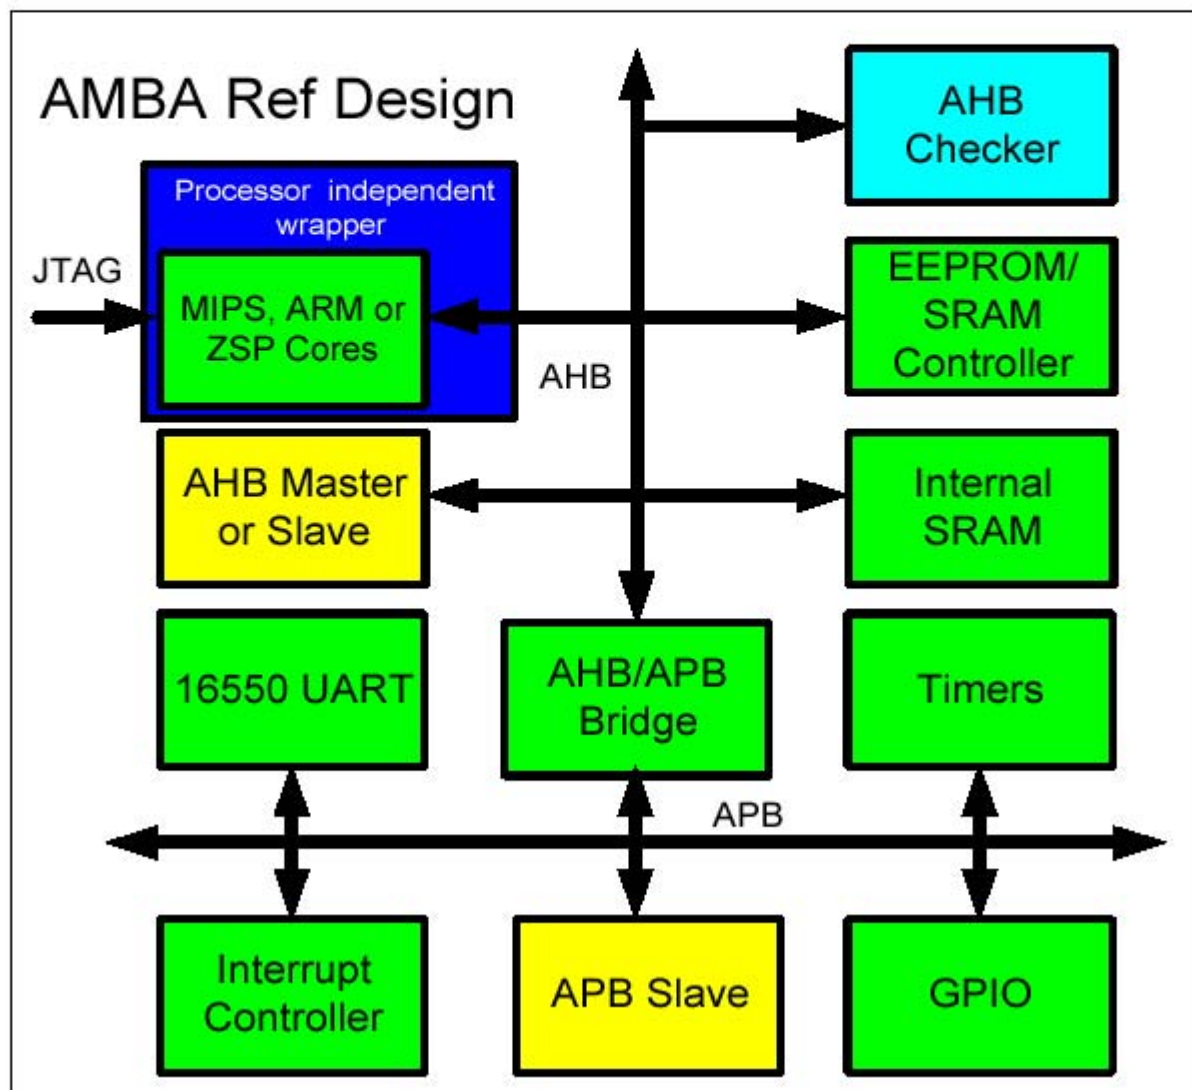 AMBA Ref Design
AHB
Checker
Processor independent
wrapper
JTAG
MIPS, ARM or
ZSP Cores
EEPROM/
SRAM
Controller
AHB
AHB Master
or Slave
Internal
SRAM
16550 UART
AHB/APB
Bridge
Timers
APB
Interrupt
Controller
APB Slave
GPIO